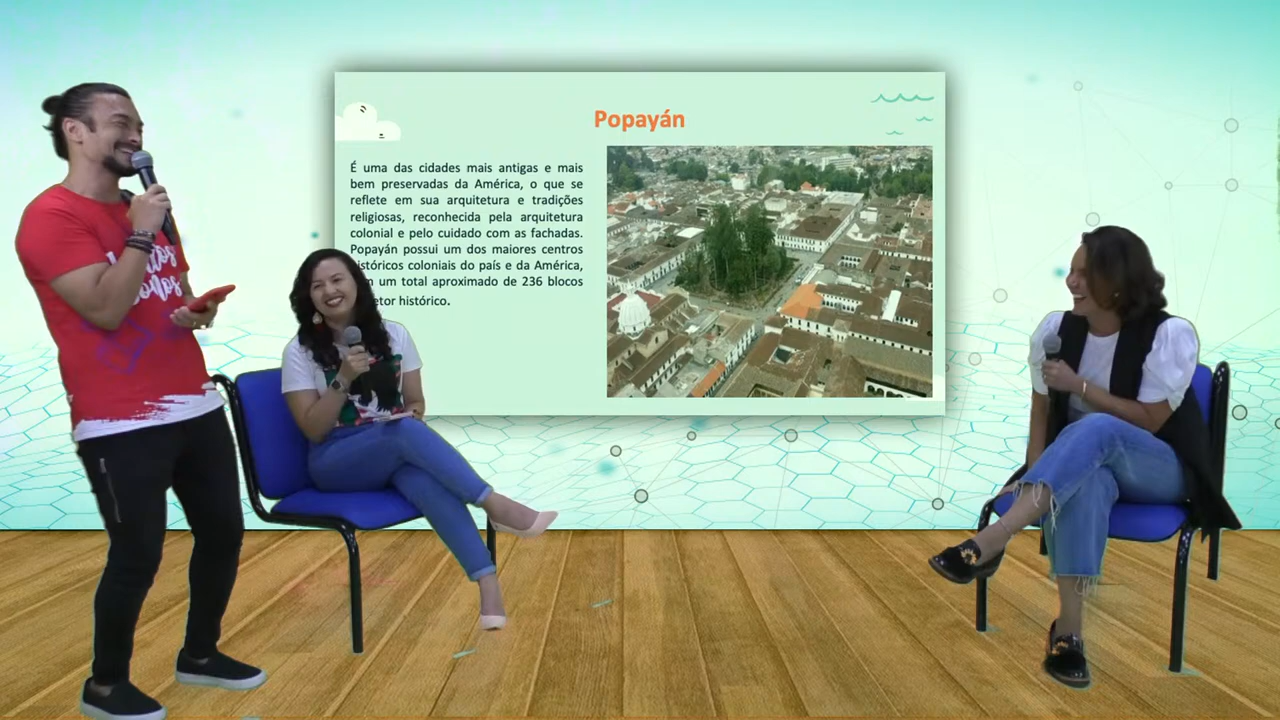 Popayán
É uma das cidades mais antigas e mais
bem preservadas da América, o que se
reflete em sua arquitetura e tradições
religiosas, reconhecida pela arquitetura
colonial e pelo cuidado com as fachadas.
Popayán possui um dos maiores centros
históricos coloniais do país e da América,
um total aproximado de 236 blocos
histórico.